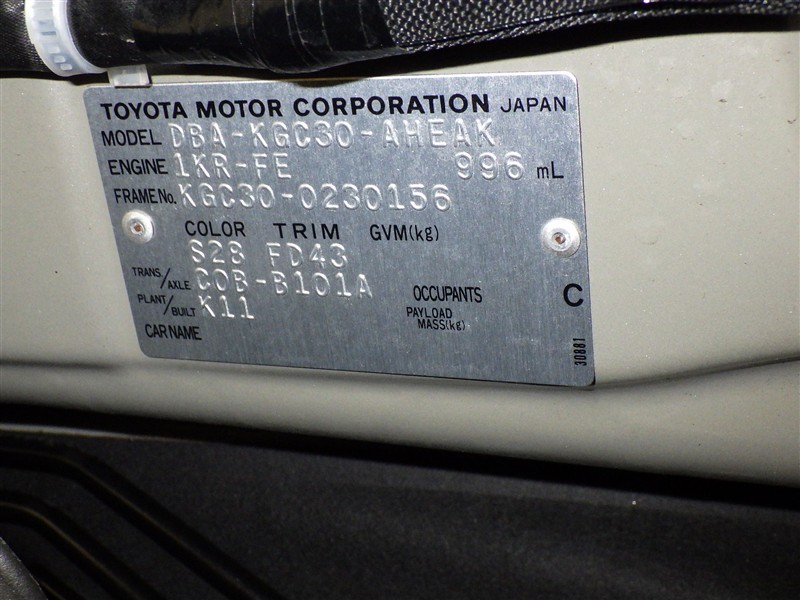 TOYOTA MOTOR CORPORATION JAPAN
MODEL DBA-KGC30-AHEAK
ENGINE 1KR-FE 996 mL
FRAME No. KGC30-0230156
COLOR TRIM GVM(kg)
S28 FD43
TRANS./AXLE C0B-B101A
OCCUPANTS C
PLANT/BUILT K11
PAYLOAD MASS(kg)
CAR NAME
30881